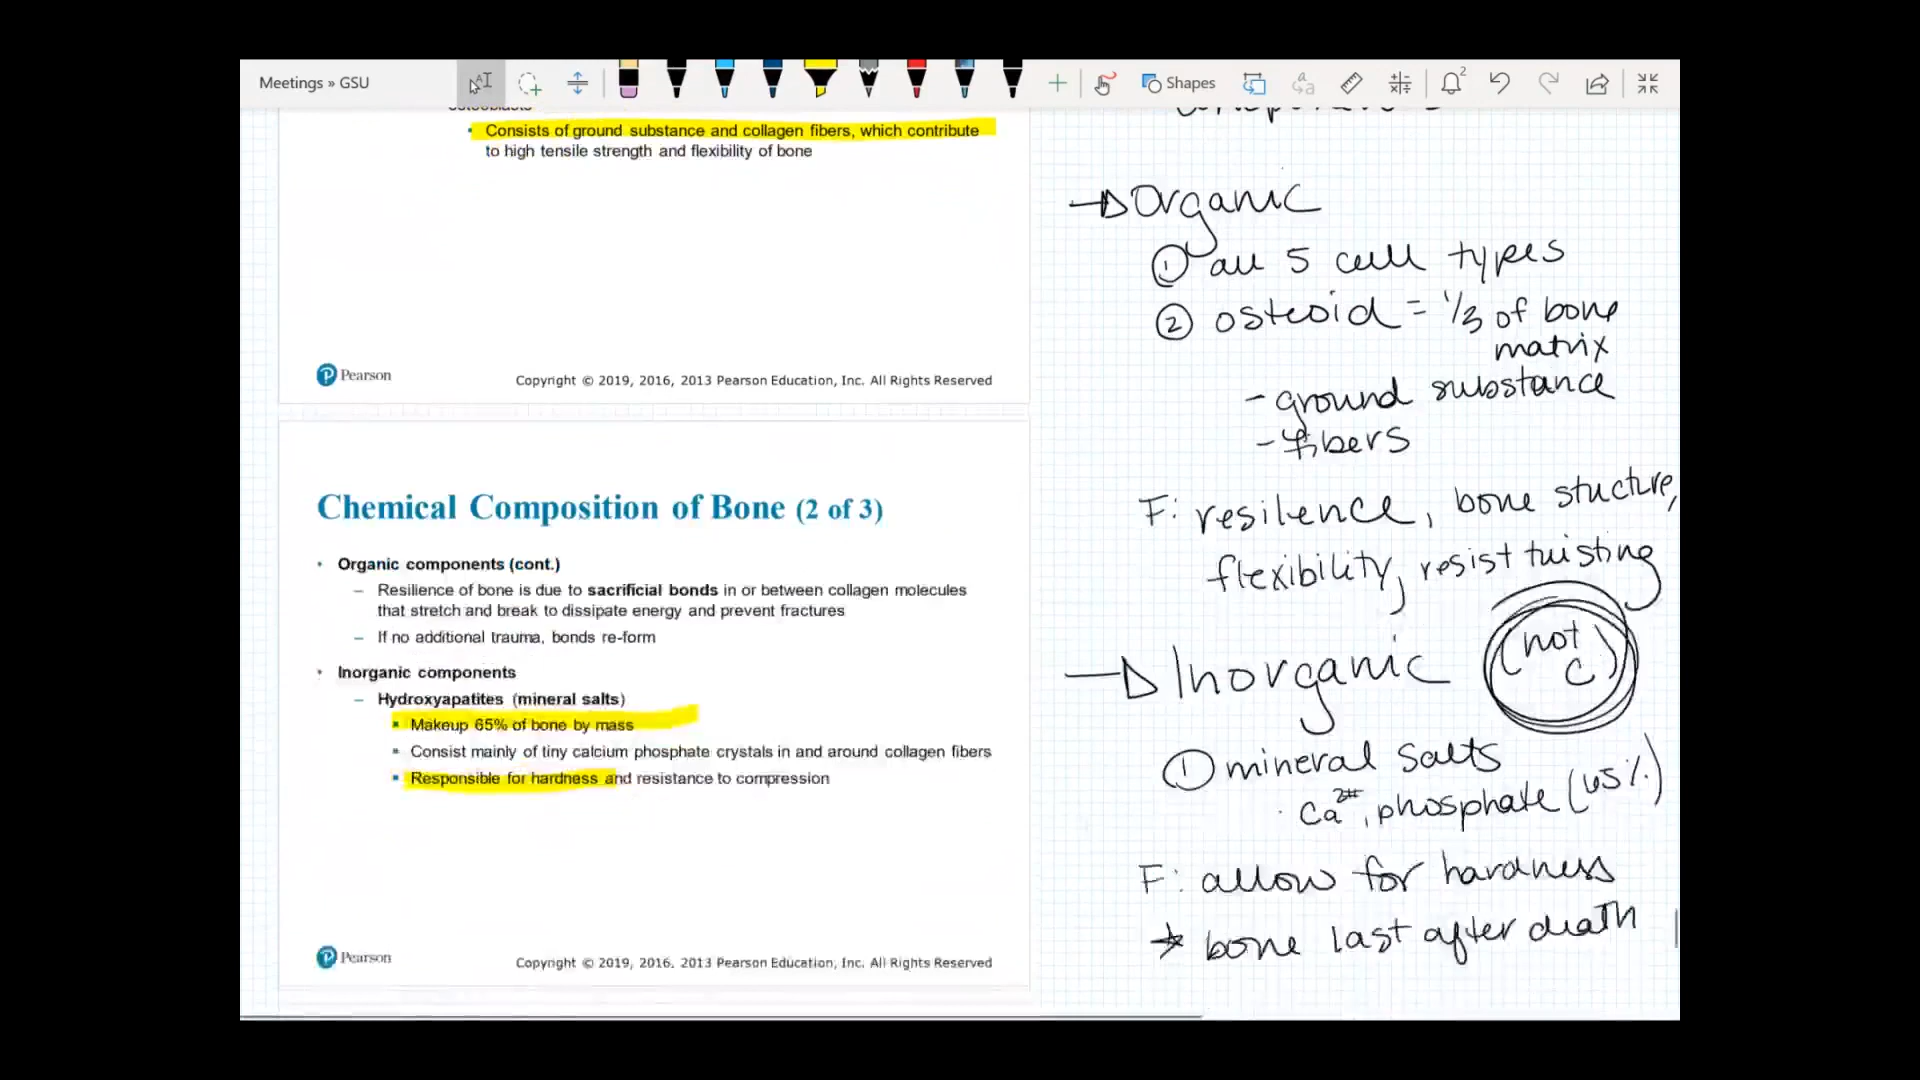 Meetings » GSU
Shapes
2
osteoblasts
• Consists of ground substance and collagen fibers, which contribute
to high tensile strength and flexibility of bone
Pearson
Copyright © 2019, 2016, 2013 Pearson Education, Inc. All Rights Reserved
Chemical Composition of Bone (2 of 3)
• Organic components (cont.)
– Resilience of bone is due to sacrificial bonds in or between collagen molecules
that stretch and break to dissipate energy and prevent fractures
– If no additional trauma, bonds re-form
• Inorganic components
– Hydroxyapatites (mineral salts)
▪ Makeup 65% of bone by mass
▪ Consist mainly of tiny calcium phosphate crystals in and around collagen fibers
▪ Responsible for hardness and resistance to compression
Pearson
Copyright © 2019, 2016. 2013 Pearson Education, Inc. All Rights Reserved
→ Organic
① all 5 cell types
② osteoid = 1/3 of bone
matrix
- ground substance
- fibers
F: resilence, bone stucture,
flexibility, resist twisting
→ Inorganic (not
C)
① mineral salts
· Ca²⁺, phosphate (65%)
F: allow for hardness
* bone last after death